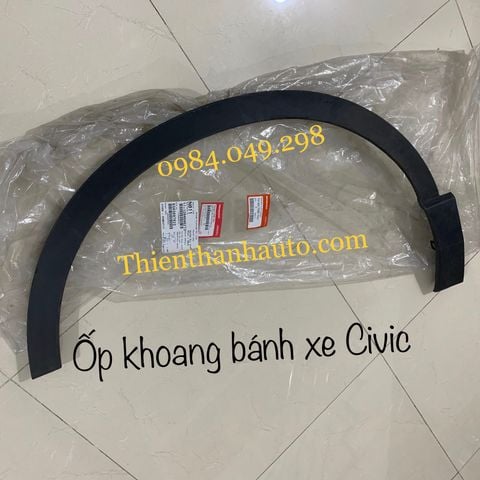 0984.049.298
Thienthanhauto.com
Ốp khoang bánh xe Civic